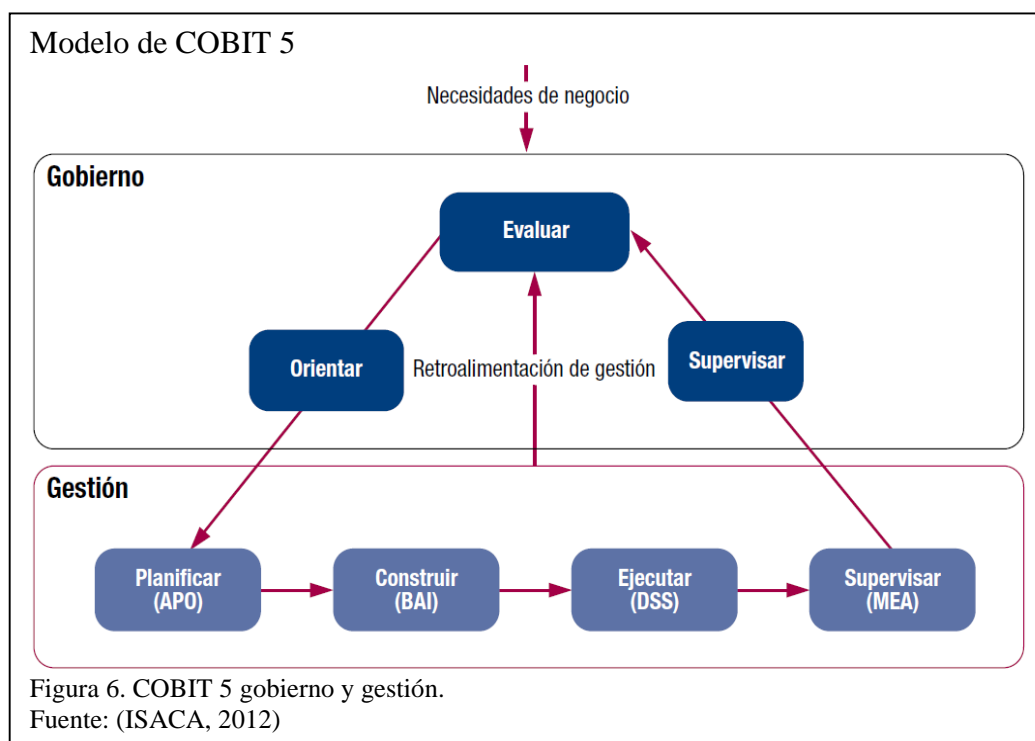 Modelo de COBIT 5
Necesidades de negocio
Gobierno
Evaluar
Orientar
Retroalimentación de gestión
Supervisar
Gestión
Planificar
(APO)
Construir
(BAI)
Ejecutar
(DSS)
Supervisar
(MEA)
Figura 6. COBIT 5 gobierno y gestión.
Fuente: (ISACA, 2012)